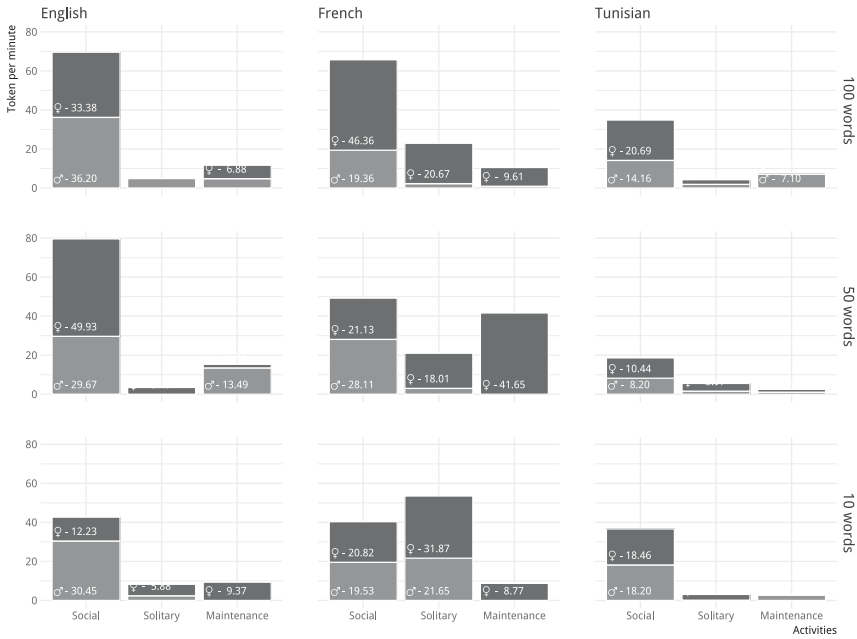 English French Tunisian
Token per minute
80
60
40
20
0
♀ - 33.38
♂ - 36.20
♀ - 6.88
♀ - 46.36
♂ - 19.36
♀ - 20.67
♀ - 9.61
♀ - 20.69
♂ - 14.16
♂ - 7.10
100 words
80
60
40
20
0
♀ - 49.93
♂ - 29.67
♂ - 13.49
♀ - 21.13
♂ - 28.11
♀ - 18.01
♀ - 41.65
♀ - 10.44
♂ - 8.20
50 words
80
60
40
20
0
♀ - 12.23
♂ - 30.45
♀ - 9.37
♀ - 20.82
♂ - 19.53
♀ - 31.87
♂ - 21.65
♀ - 8.77
♀ - 18.46
♂ - 18.20
10 words
Social Solitary Maintenance Social Solitary Maintenance Social Solitary Maintenance
Activities